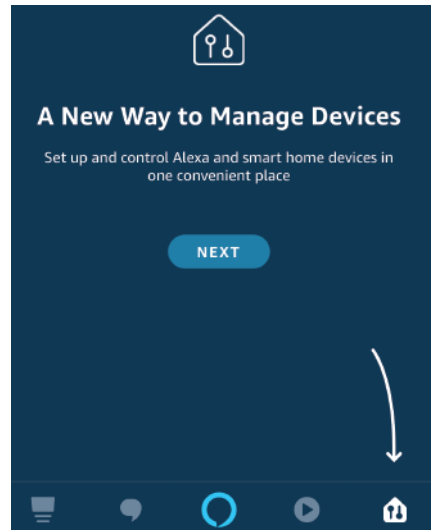 A New Way to Manage Devices
Set up and control Alexa and smart home devices in
one convenient place
NEXT